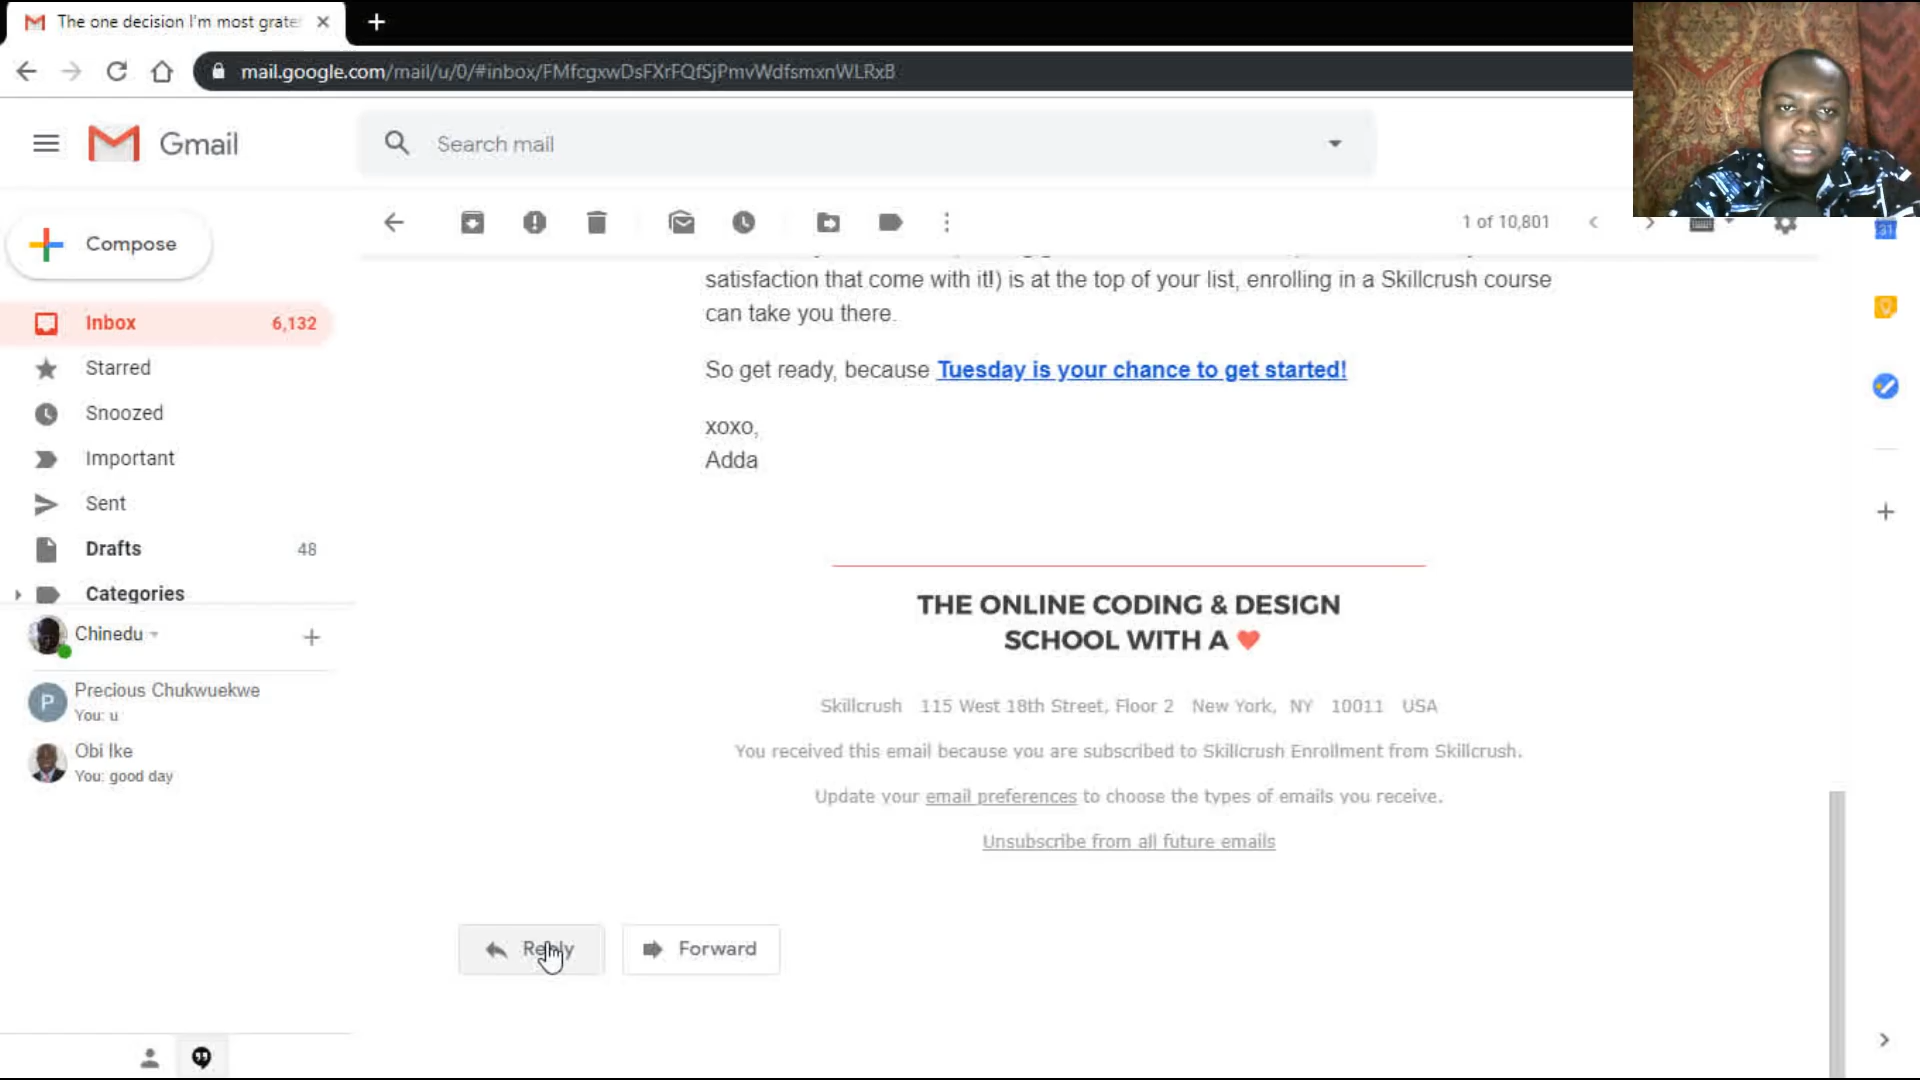 The one decision I'm most grate
mail.google.com/mail/u/0/#inbox/FMfcgxwDsFXrFQfSjPmvWdfsmxnWLRxB
Gmail
Search mail
Compose
1 of 10,801
31
Inbox 6,132
Starred
Snoozed
Important
Sent
Drafts 48
Categories
Chinedu
P
Precious Chukwuekwe
You: u
Obi Ike
You: good day
satisfaction that come with it!) is at the top of your list, enrolling in a Skillcrush course
can take you there.
So get ready, because Tuesday is your chance to get started!
xoxo,
Adda
THE ONLINE CODING & DESIGN
SCHOOL WITH A
Skillcrush 115 West 18th Street, Floor 2 New York, NY 10011 USA
You received this email because you are subscribed to Skillcrush Enrollment from Skillcrush.
Update your email preferences to choose the types of emails you receive.
Unsubscribe from all future emails
Reply
Forward